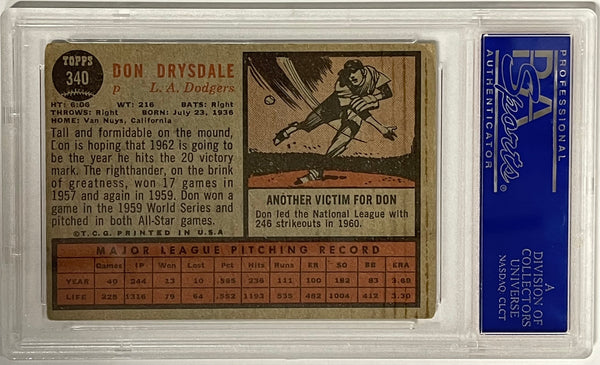 TOPPS
340
DON DRYSDALE
p L. A. Dodgers
HT: 6:06 WT: 216 BATS: Right
THROWS: Right BORN: July 23, 1936
HOME: Van Nuys, California
Tall and formidable on the mound,
Don is hoping that 1962 is going to
be the year he hits the 20 victory
mark. The righthander, on the brink
of greatness, won 17 games in
1957 and again in 1959. Don won a
game in the 1959 World Series and
pitched in both All-Star games.
©T.C.G. PRINTED IN U.S.A
ANOTHER VICTIM FOR DON
Don led the National League with
246 strikeouts in 1960.
MAJOR LEAGUE PITCHING RECORD
Games IP Won Lost Pct. Hits Runs ER SO BB ERA
YEAR 40 244 13 10 .565 236 111 100 182 83 3.69
LIFE 225 1316 79 64 .552 1193 535 482 1004 412 3.30
PSA
Sports
PROFESSIONAL
SPORTS
AUTHENTICATOR
A
DIVISION OF
COLLECTORS
UNIVERSE
NASDAQ: CLCT